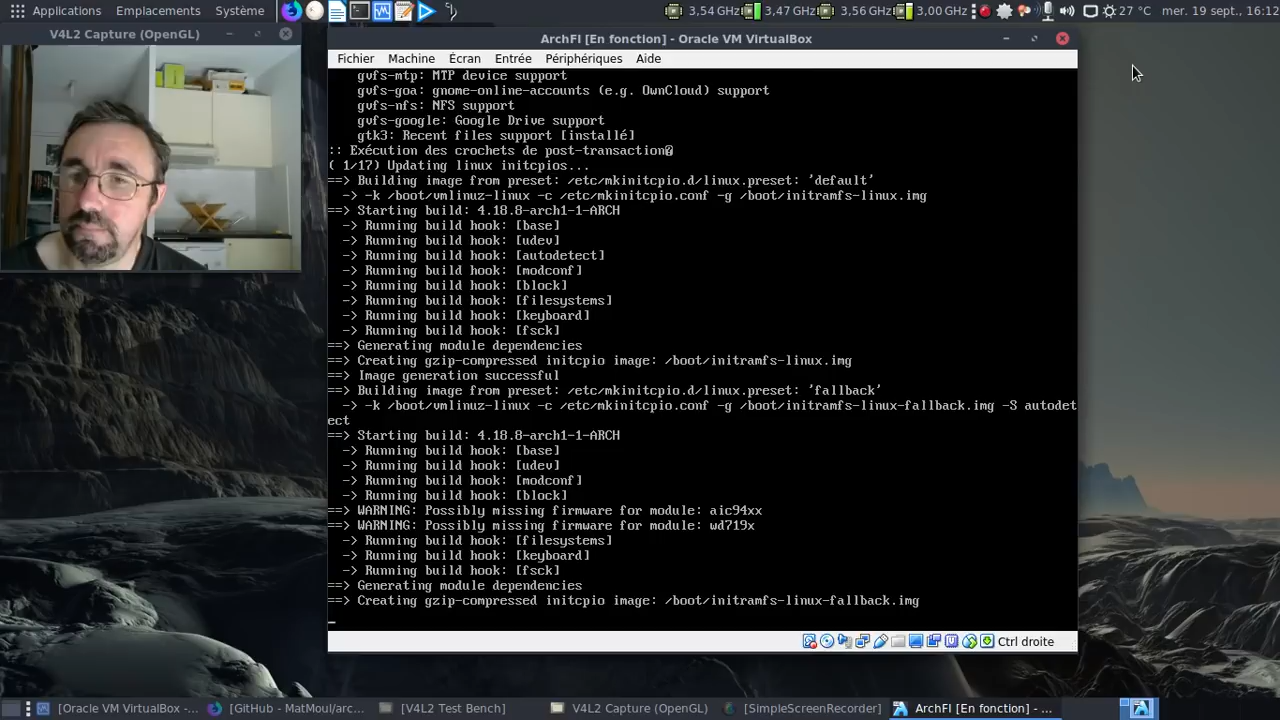 Applications Emplacements Système 3,54 GHz 3,47 GHz 3,56 GHz 3,00 GHz 27 °C mer. 19 sept., 16:12
V4L2 Capture (OpenGL)
ArchFI [En fonction] - Oracle VM VirtualBox
Fichier Machine Écran Entrée Périphériques Aide
gvfs-mtp: MTP device support
gvfs-goa: gnome-online-accounts (e.g. OwnCloud) support
gvfs-nfs: NFS support
gvfs-google: Google Drive support
gtk3: Recent files support [installé]
:: Exécution des crochets de post-transaction�
( 1/17) Updating linux initcpios...
==> Building image from preset: /etc/mkinitcpio.d/linux.preset: 'default'
-> -k /boot/vmlinuz-linux -c /etc/mkinitcpio.conf -g /boot/initramfs-linux.img
==> Starting build: 4.18.8-arch1-1-ARCH
-> Running build hook: [base]
-> Running build hook: [udev]
-> Running build hook: [autodetect]
-> Running build hook: [modconf]
-> Running build hook: [block]
-> Running build hook: [filesystems]
-> Running build hook: [keyboard]
-> Running build hook: [fsck]
==> Generating module dependencies
==> Creating gzip-compressed initcpio image: /boot/initramfs-linux.img
==> Image generation successful
==> Building image from preset: /etc/mkinitcpio.d/linux.preset: 'fallback'
-> -k /boot/vmlinuz-linux -c /etc/mkinitcpio.conf -g /boot/initramfs-linux-fallback.img -S autodet
ect
==> Starting build: 4.18.8-arch1-1-ARCH
-> Running build hook: [base]
-> Running build hook: [udev]
-> Running build hook: [modconf]
-> Running build hook: [block]
==> WARNING: Possibly missing firmware for module: aic94xx
==> WARNING: Possibly missing firmware for module: wd719x
-> Running build hook: [filesystems]
-> Running build hook: [keyboard]
-> Running build hook: [fsck]
==> Generating module dependencies
==> Creating gzip-compressed initcpio image: /boot/initramfs-linux-fallback.img
_
Ctrl droite
[Oracle VM VirtualBox -... [GitHub - MatMoul/arc... [V4L2 Test Bench] V4L2 Capture (OpenGL) [SimpleScreenRecorder] ArchFI [En fonction] - ...